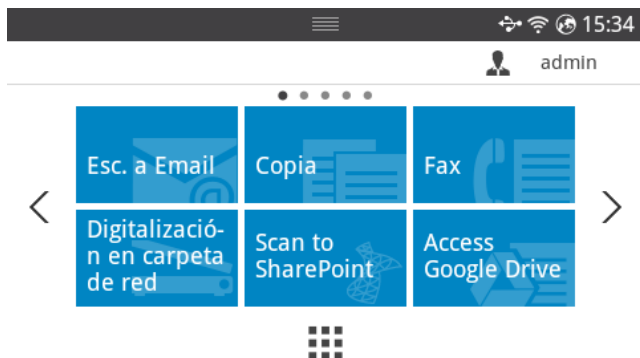 15:34
admin
Esc. a Email
Copia
Fax
Digitalizació-
n en carpeta
de red
Scan to
SharePoint
Access
Google Drive